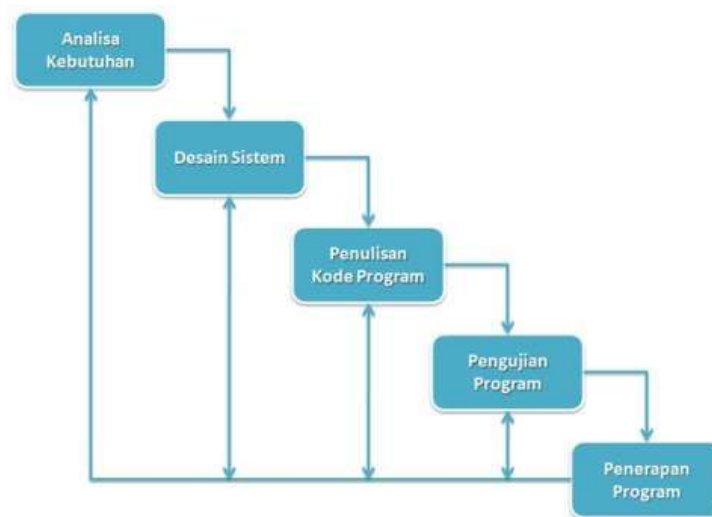 Analisa
Kebutuhan
Desain Sistem
Penulisan
Kode Program
Pengujian
Program
Penerapan
Program